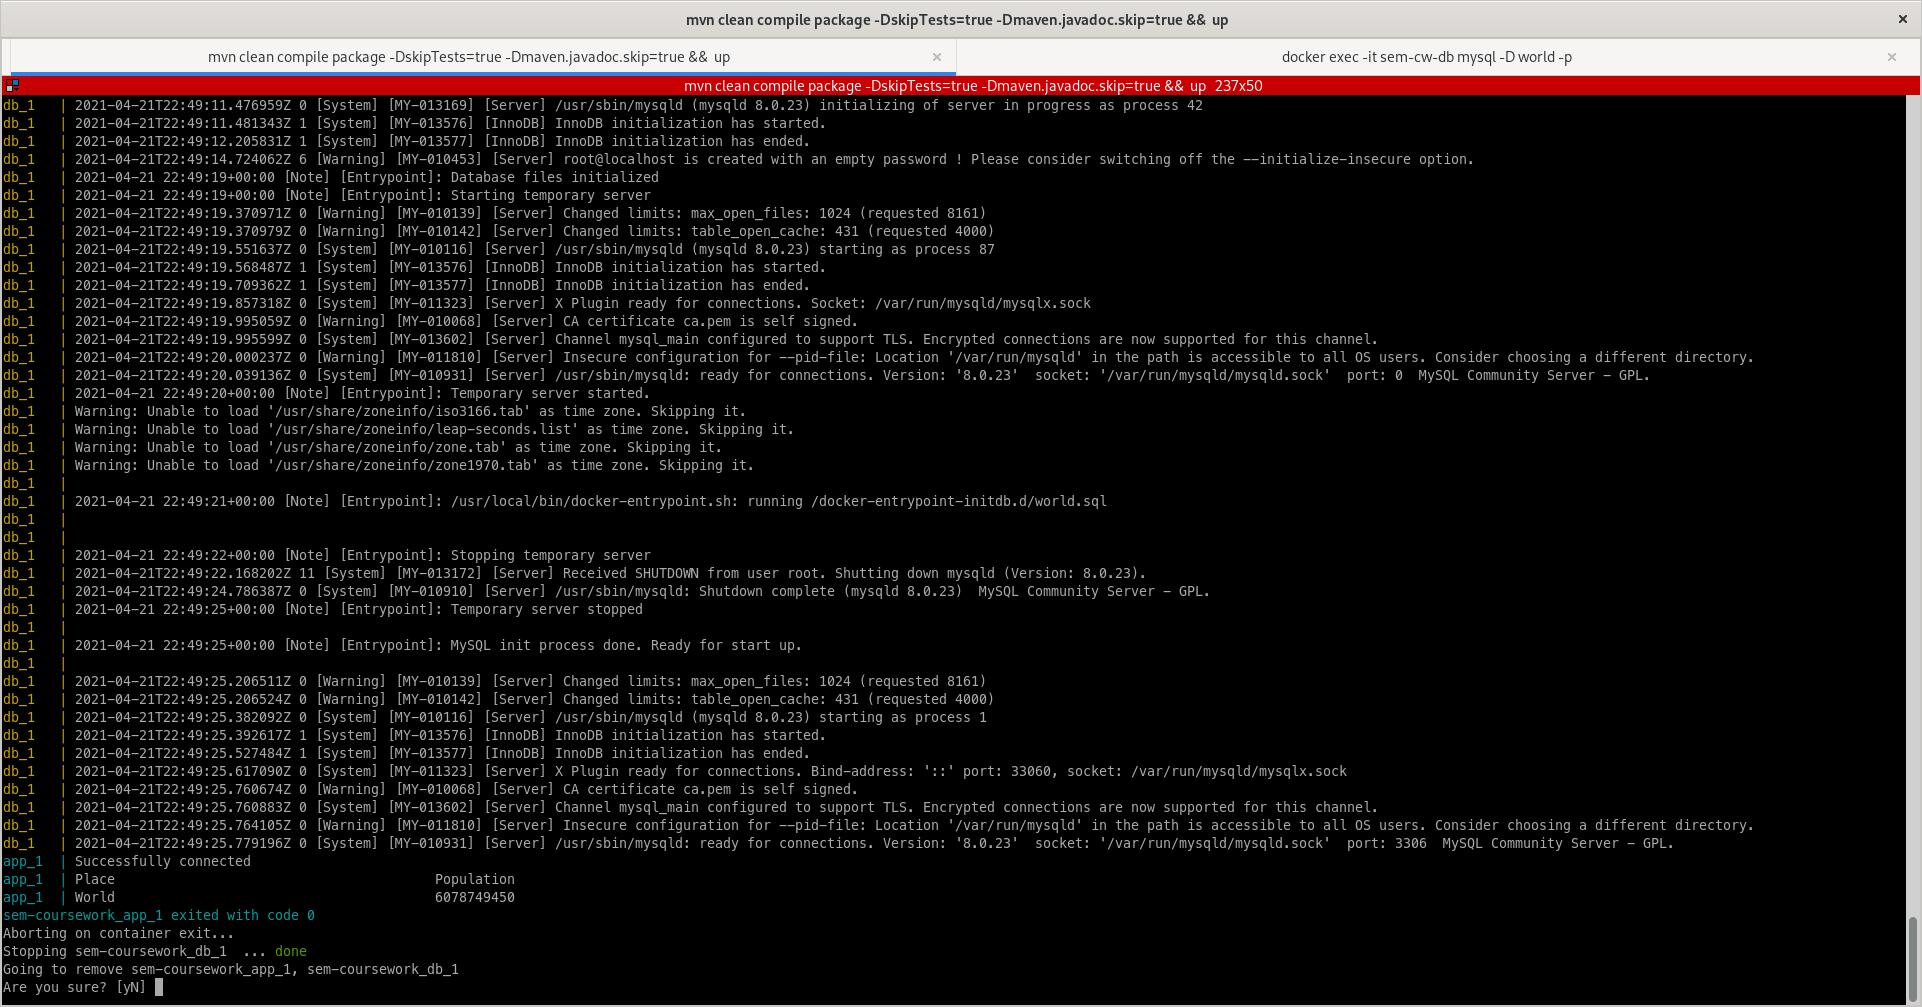 mvn clean compile package -DskipTests=true -Dmaven.javadoc.skip=true && up
mvn clean compile package -DskipTests=true -Dmaven.javadoc.skip=true && up
docker exec -it sem-cw-db mysql -D world -p
mvn clean compile package -DskipTests=true -Dmaven.javadoc.skip=true && up 237x50
db_1   | 2021-04-21T22:49:11.476959Z 0 [System] [MY-013169] [Server] /usr/sbin/mysqld (mysqld 8.0.23) initializing of server in progress as process 42
db_1   | 2021-04-21T22:49:11.481343Z 1 [System] [MY-013576] [InnoDB] InnoDB initialization has started.
db_1   | 2021-04-21T22:49:12.205831Z 1 [System] [MY-013577] [InnoDB] InnoDB initialization has ended.
db_1   | 2021-04-21T22:49:14.724062Z 6 [Warning] [MY-010453] [Server] root@localhost is created with an empty password ! Please consider switching off the --initialize-insecure option.
db_1   | 2021-04-21 22:49:19+00:00 [Note] [Entrypoint]: Database files initialized
db_1   | 2021-04-21 22:49:19+00:00 [Note] [Entrypoint]: Starting temporary server
db_1   | 2021-04-21T22:49:19.370971Z 0 [Warning] [MY-010139] [Server] Changed limits: max_open_files: 1024 (requested 8161)
db_1   | 2021-04-21T22:49:19.370979Z 0 [Warning] [MY-010142] [Server] Changed limits: table_open_cache: 431 (requested 4000)
db_1   | 2021-04-21T22:49:19.551637Z 0 [System] [MY-010116] [Server] /usr/sbin/mysqld (mysqld 8.0.23) starting as process 87
db_1   | 2021-04-21T22:49:19.568487Z 1 [System] [MY-013576] [InnoDB] InnoDB initialization has started.
db_1   | 2021-04-21T22:49:19.709362Z 1 [System] [MY-013577] [InnoDB] InnoDB initialization has ended.
db_1   | 2021-04-21T22:49:19.857318Z 0 [System] [MY-011323] [Server] X Plugin ready for connections. Socket: /var/run/mysqld/mysqlx.sock
db_1   | 2021-04-21T22:49:19.995059Z 0 [Warning] [MY-010068] [Server] CA certificate ca.pem is self signed.
db_1   | 2021-04-21T22:49:19.995599Z 0 [System] [MY-013602] [Server] Channel mysql_main configured to support TLS. Encrypted connections are now supported for this channel.
db_1   | 2021-04-21T22:49:20.000237Z 0 [Warning] [MY-011810] [Server] Insecure configuration for --pid-file: Location '/var/run/mysqld' in the path is accessible to all OS users. Consider choosing a different directory.
db_1   | 2021-04-21T22:49:20.039136Z 0 [System] [MY-010931] [Server] /usr/sbin/mysqld: ready for connections. Version: '8.0.23'  socket: '/var/run/mysqld/mysqld.sock'  port: 0  MySQL Community Server - GPL.
db_1   | 2021-04-21 22:49:20+00:00 [Note] [Entrypoint]: Temporary server started.
db_1   | Warning: Unable to load '/usr/share/zoneinfo/iso3166.tab' as time zone. Skipping it.
db_1   | Warning: Unable to load '/usr/share/zoneinfo/leap-seconds.list' as time zone. Skipping it.
db_1   | Warning: Unable to load '/usr/share/zoneinfo/zone.tab' as time zone. Skipping it.
db_1   | Warning: Unable to load '/usr/share/zoneinfo/zone1970.tab' as time zone. Skipping it.
db_1   |
db_1   | 2021-04-21 22:49:21+00:00 [Note] [Entrypoint]: /usr/local/bin/docker-entrypoint.sh: running /docker-entrypoint-initdb.d/world.sql
db_1   |
db_1   |
db_1   | 2021-04-21 22:49:22+00:00 [Note] [Entrypoint]: Stopping temporary server
db_1   | 2021-04-21T22:49:22.168202Z 11 [System] [MY-013172] [Server] Received SHUTDOWN from user root. Shutting down mysqld (Version: 8.0.23).
db_1   | 2021-04-21T22:49:24.786387Z 0 [System] [MY-010910] [Server] /usr/sbin/mysqld: Shutdown complete (mysqld 8.0.23)  MySQL Community Server - GPL.
db_1   | 2021-04-21 22:49:25+00:00 [Note] [Entrypoint]: Temporary server stopped
db_1   |
db_1   | 2021-04-21 22:49:25+00:00 [Note] [Entrypoint]: MySQL init process done. Ready for start up.
db_1   |
db_1   | 2021-04-21T22:49:25.206511Z 0 [Warning] [MY-010139] [Server] Changed limits: max_open_files: 1024 (requested 8161)
db_1   | 2021-04-21T22:49:25.206524Z 0 [Warning] [MY-010142] [Server] Changed limits: table_open_cache: 431 (requested 4000)
db_1   | 2021-04-21T22:49:25.382092Z 0 [System] [MY-010116] [Server] /usr/sbin/mysqld (mysqld 8.0.23) starting as process 1
db_1   | 2021-04-21T22:49:25.392617Z 1 [System] [MY-013576] [InnoDB] InnoDB initialization has started.
db_1   | 2021-04-21T22:49:25.527484Z 1 [System] [MY-013577] [InnoDB] InnoDB initialization has ended.
db_1   | 2021-04-21T22:49:25.617090Z 0 [System] [MY-011323] [Server] X Plugin ready for connections. Bind-address: '::' port: 33060, socket: /var/run/mysqld/mysqlx.sock
db_1   | 2021-04-21T22:49:25.760674Z 0 [Warning] [MY-010068] [Server] CA certificate ca.pem is self signed.
db_1   | 2021-04-21T22:49:25.760883Z 0 [System] [MY-013602] [Server] Channel mysql_main configured to support TLS. Encrypted connections are now supported for this channel.
db_1   | 2021-04-21T22:49:25.764105Z 0 [Warning] [MY-011810] [Server] Insecure configuration for --pid-file: Location '/var/run/mysqld' in the path is accessible to all OS users. Consider choosing a different directory.
db_1   | 2021-04-21T22:49:25.779196Z 0 [System] [MY-010931] [Server] /usr/sbin/mysqld: ready for connections. Version: '8.0.23'  socket: '/var/run/mysqld/mysqld.sock'  port: 3306  MySQL Community Server - GPL.
app_1  | Successfully connected
app_1  | Place                                        Population
app_1  | World                                        6078749450
sem-coursework_app_1 exited with code 0
Aborting on container exit...
Stopping sem-coursework_db_1  ... done
Going to remove sem-coursework_app_1, sem-coursework_db_1
Are you sure? [yN]